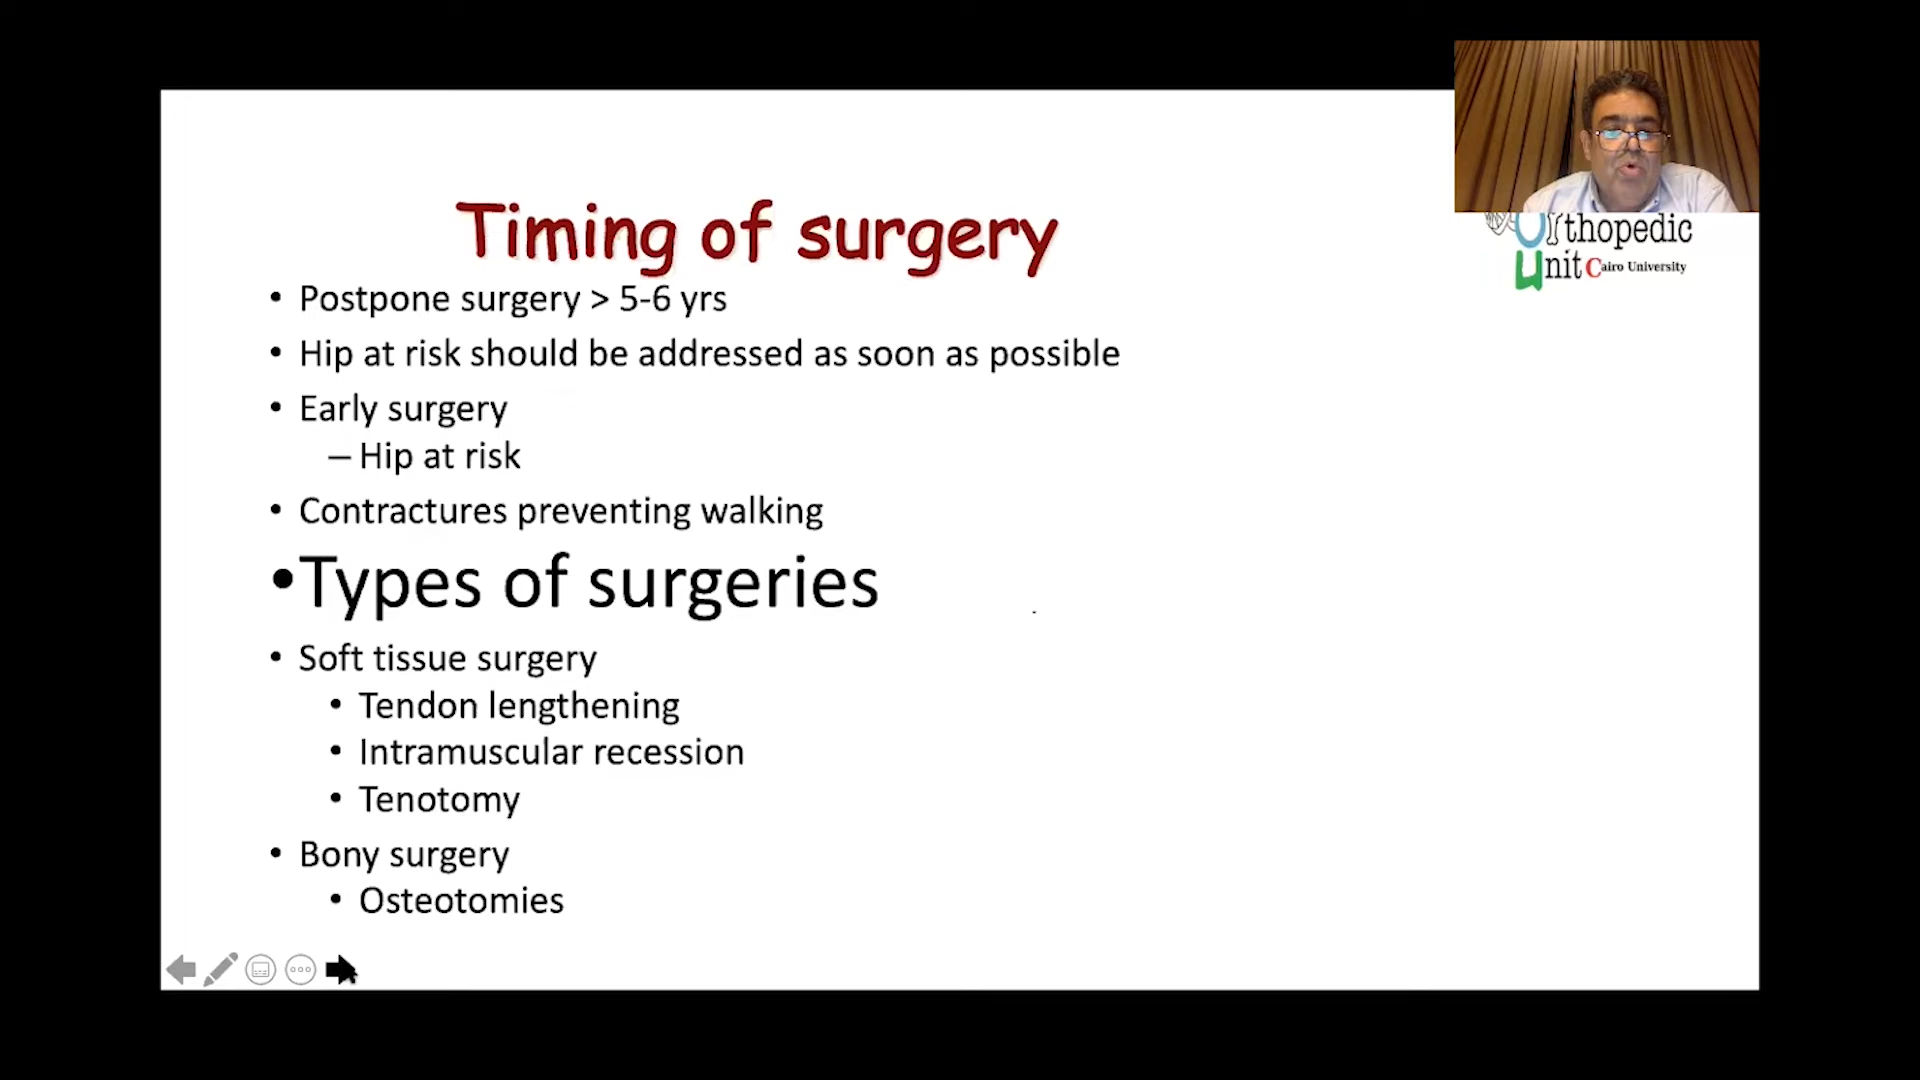 Timing of surgery
• Postpone surgery > 5-6 yrs
• Hip at risk should be addressed as soon as possible
• Early surgery
– Hip at risk
• Contractures preventing walking
• Types of surgeries
• Soft tissue surgery
• Tendon lengthening
• Intramuscular recession
• Tenotomy
• Bony surgery
• Osteotomies
Orthopedic
Unit Cairo University